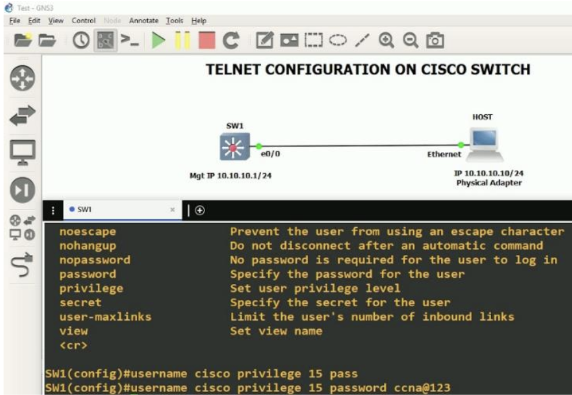 Test - GNS3
File Edit View Control Node Annotate Tools Help
TELNET CONFIGURATION ON CISCO SWITCH
SW1
HOST
e0/0
Ethernet
Mgt IP 10.10.10.1/24
IP 10.10.10.10/24
Physical Adapter
SW1
noescape Prevent the user from using an escape character
nohangup Do not disconnect after an automatic command
nopassword No password is required for the user to log in
password Specify the password for the user
privilege Set user privilege level
secret Specify the secret for the user
user-maxlinks Limit the user's number of inbound links
view Set view name
<cr>
SW1(config)#username cisco privilege 15 pass
SW1(config)#username cisco privilege 15 password ccna@123